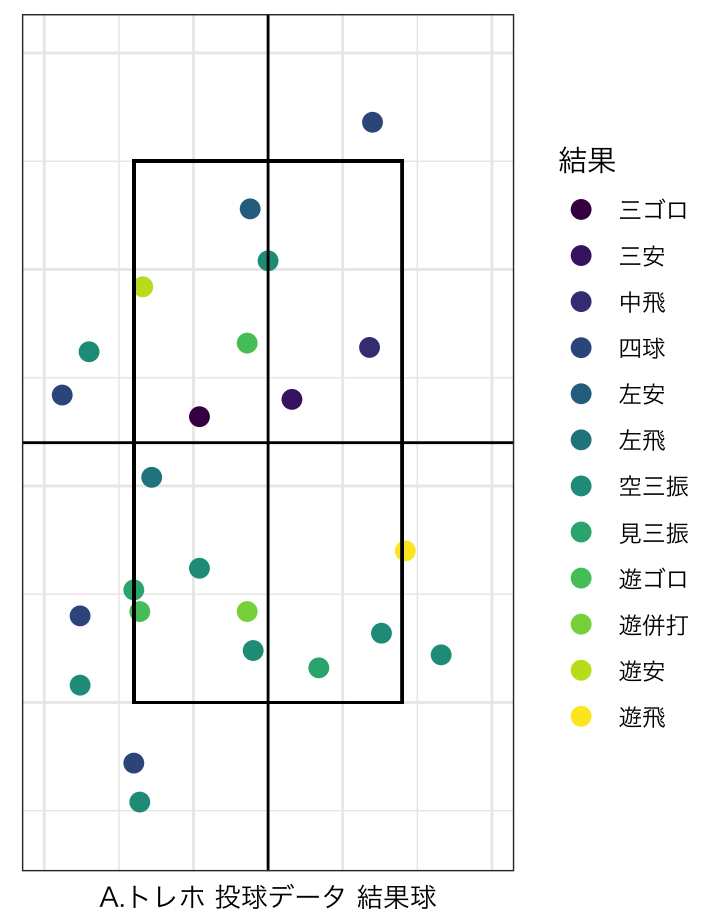 結果
三ゴロ
三安
中飛
四球
左安
左飛
空三振
見三振
遊ゴロ
遊併打
遊安
遊飛
A.トレホ 投球データ 結果球